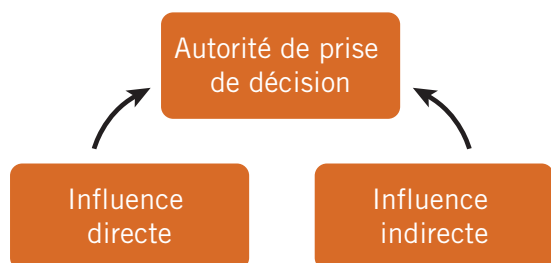 Autorité de prise
de décision
Influence
directe
Influence
indirecte